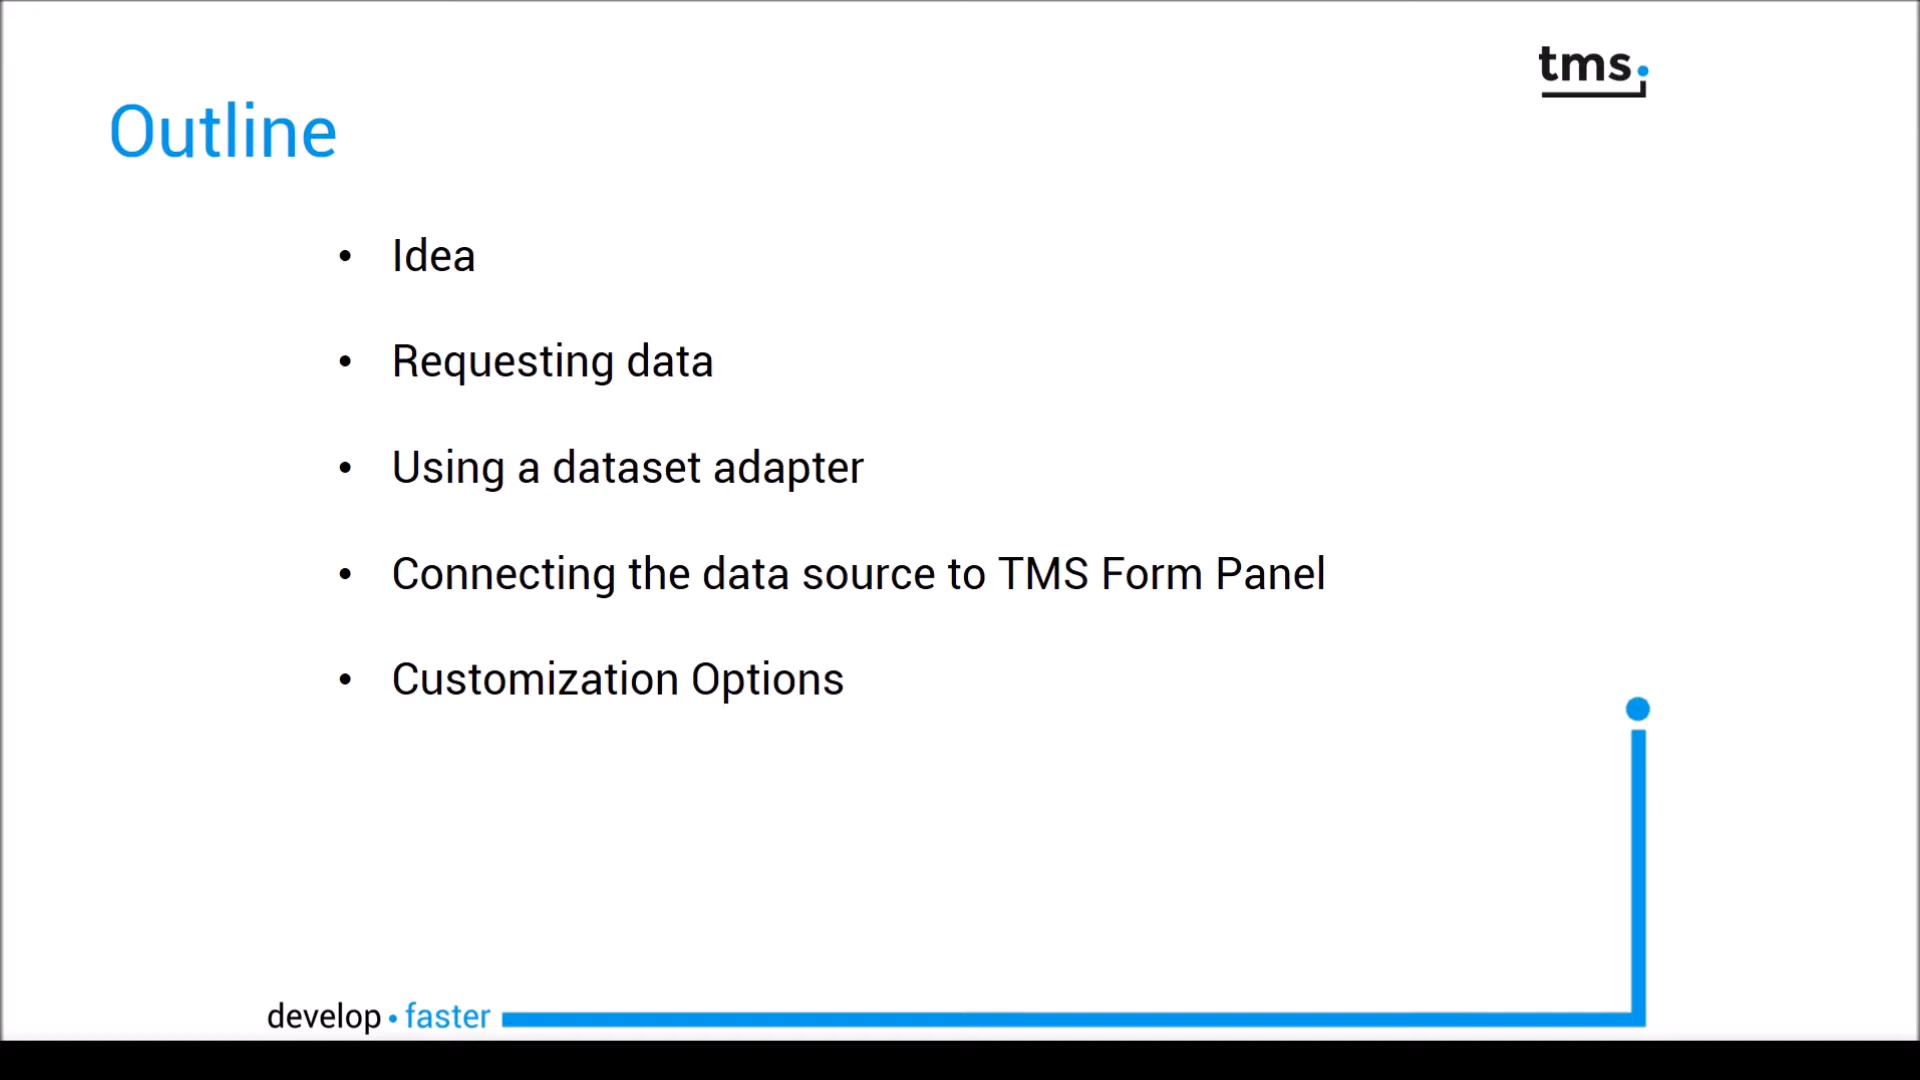 tms.
Outline
• Idea
• Requesting data
• Using a dataset adapter
• Connecting the data source to TMS Form Panel
• Customization Options
develop • faster